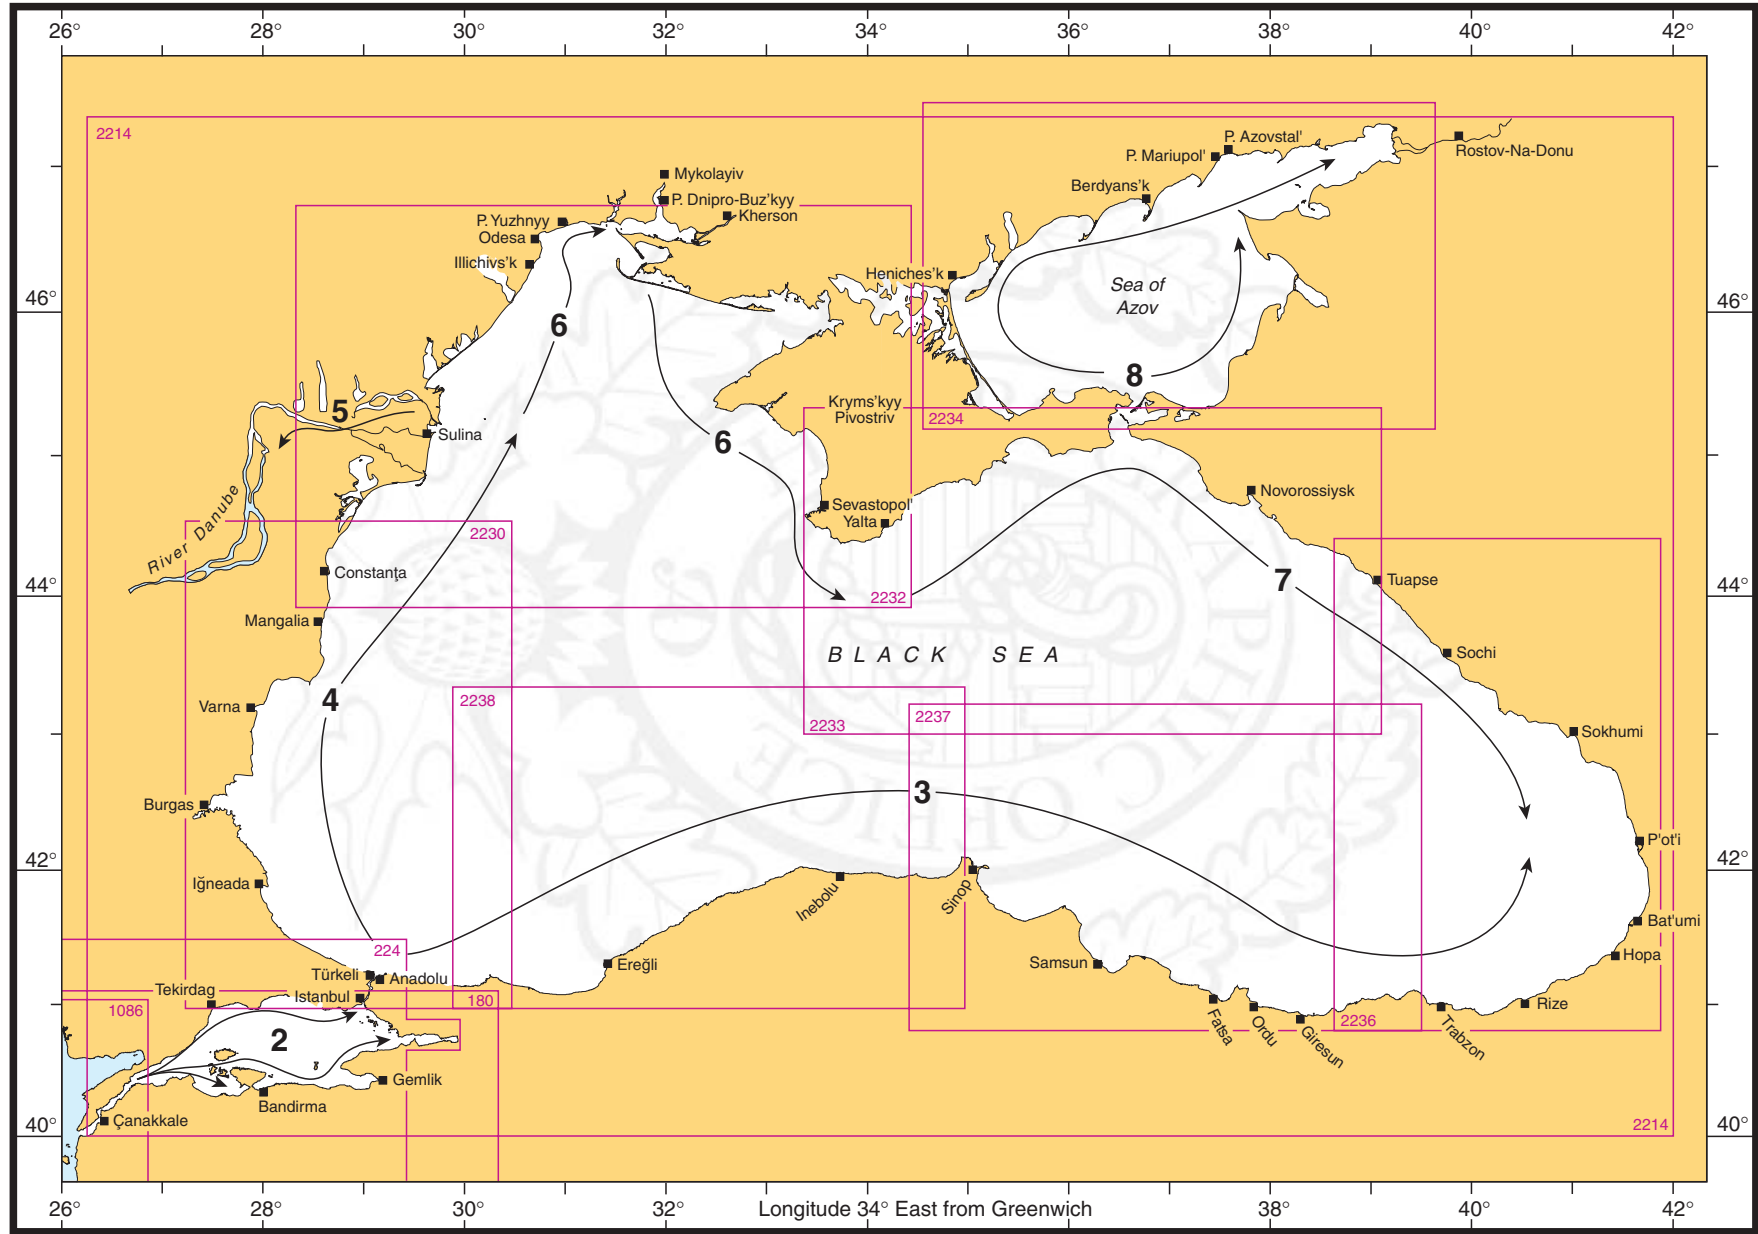 26°
28°
30°
32°
34°
36°
38°
40°
42°
2214
P. Azovstal'
P. Mariupol'
Rostov-Na-Donu
Mykolayiv
Berdyans'k
P. Dnipro-Buz'kyy
Kherson
P. Yuzhnyy
Odesa
Illichivs'k
Heniches'k
Sea of
Azov
46°
46°
6
8
5
Kryms'kyy
Pivostriv
2234
Sulina
6
River Danube
Novorossiysk
Sevastopol'
Yalta
2230
Constanţa
7
Tuapse
44°
44°
2232
Mangalia
BLACK SEA
Sochi
4
Varna
2238
2237
2233
Sokhumi
3
Burgas
P'ot'i
42°
42°
Iğneada
Inebolu
Sinop
Bat'umi
224
Hopa
Samsun
Ereğli
Türkeli
Anadolu
Tekirdag
Istanbul
180
1086
Rize
2236
Fatsa
Ordu
Giresun
Trabzon
2
Gemlik
Bandirma
Çanakkale
40°
40°
2214
26°
28°
30°
32°
Longitude 34° East from Greenwich
38°
40°
42°